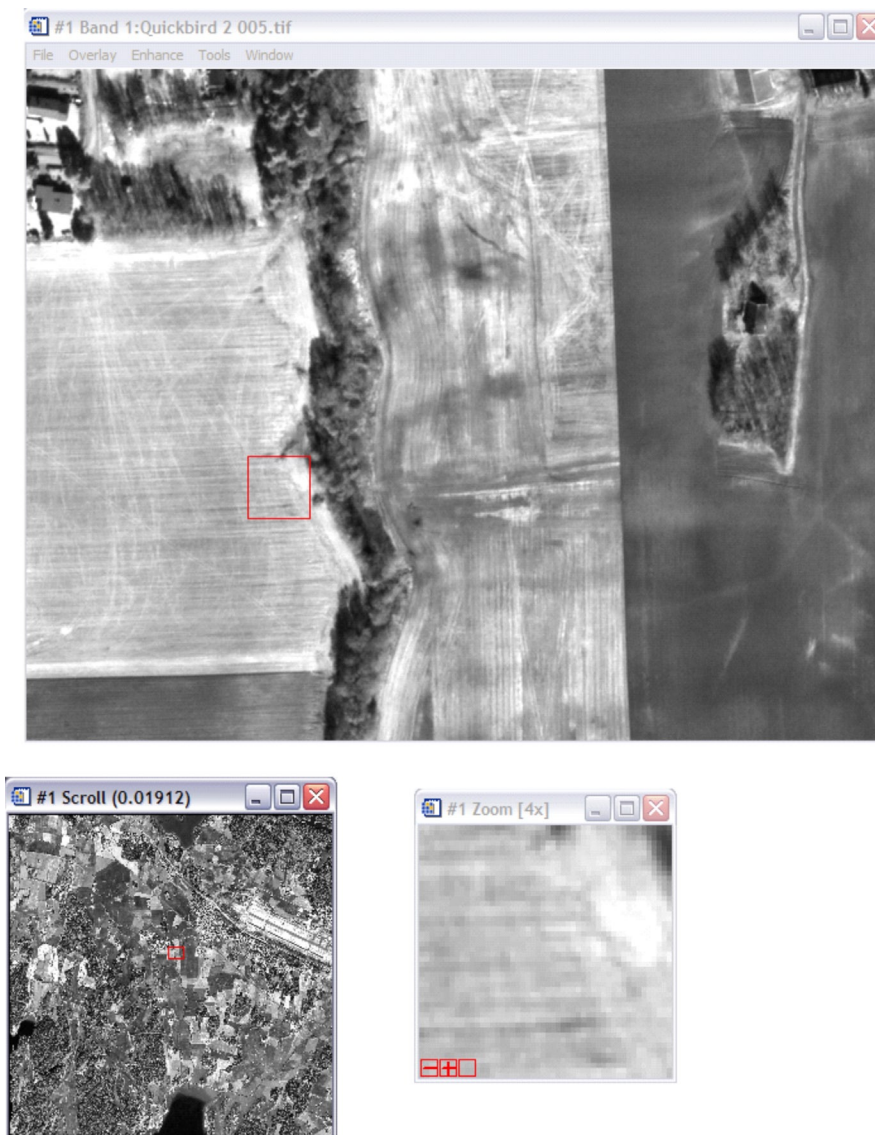 #1 Band 1:Quickbird 2 005.tif
File Overlay Enhance Tools Window
#1 Scroll (0.01912)
#1 Zoom [4x]